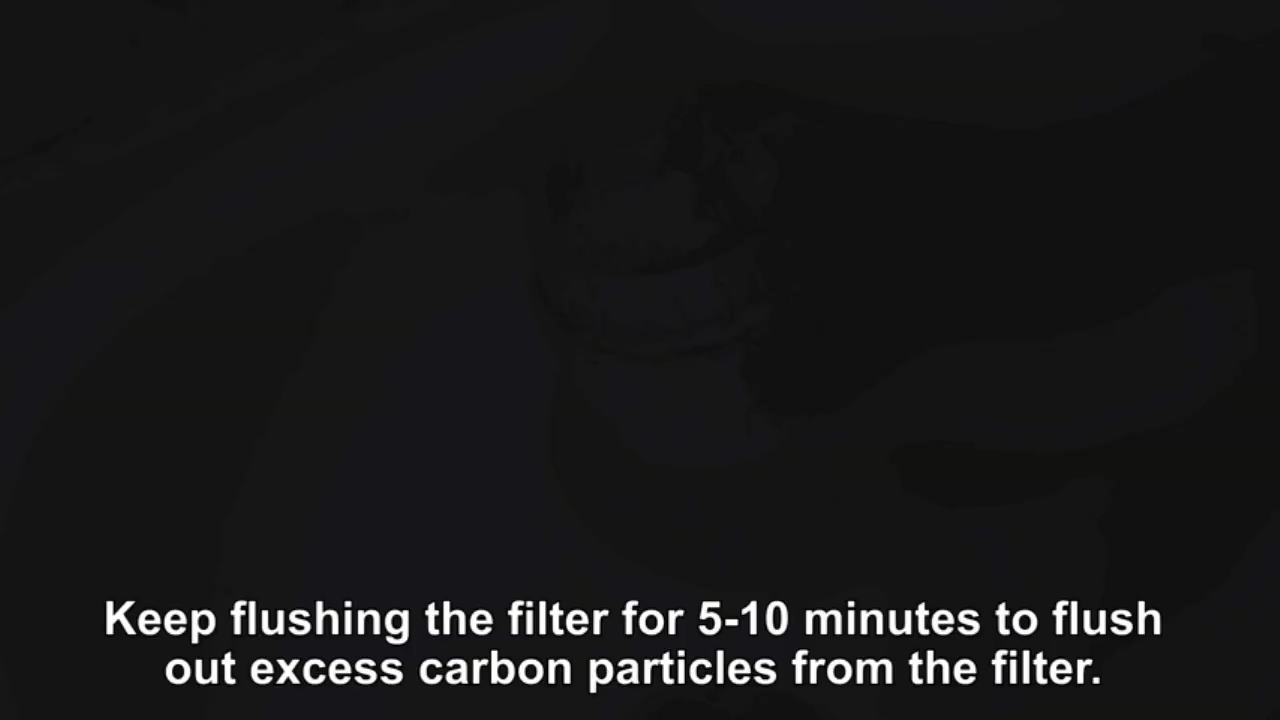 Keep flushing the filter for 5-10 minutes to flush
out excess carbon particles from the filter.